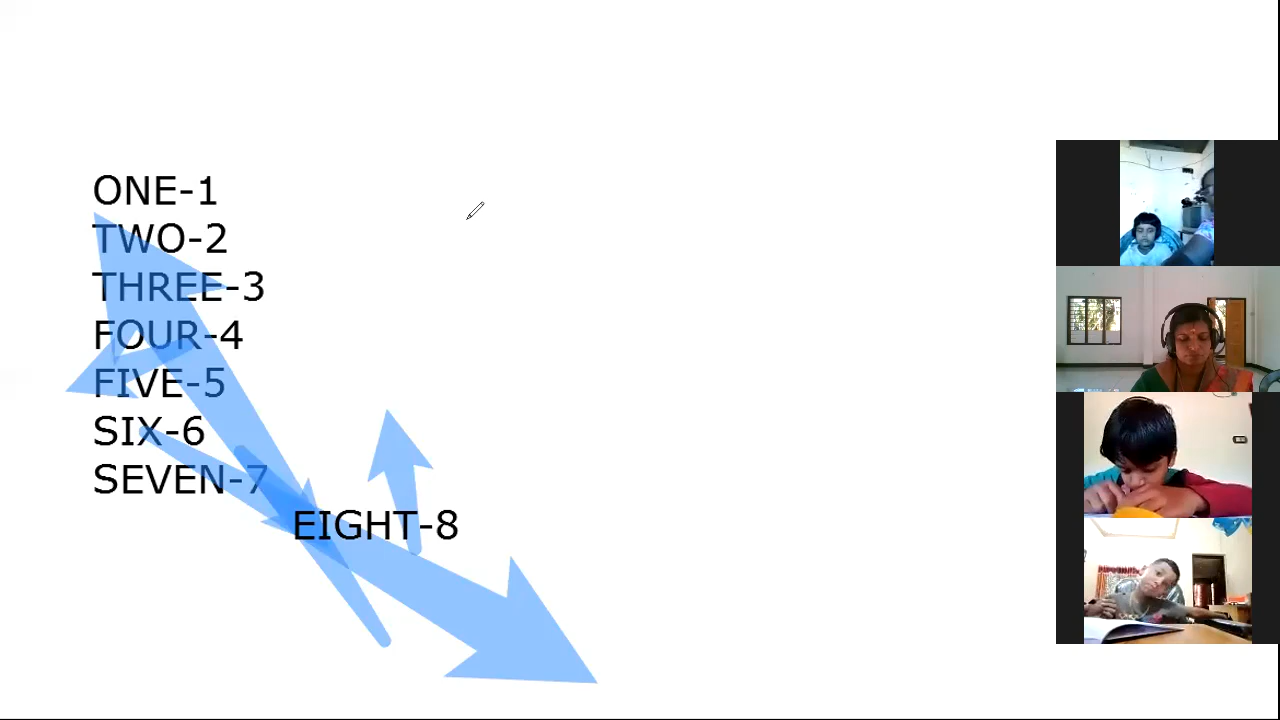 ONE-1
TWO-2
THREE-3
FOUR-4
FIVE-5
SIX-6
SEVEN-7
EIGHT-8